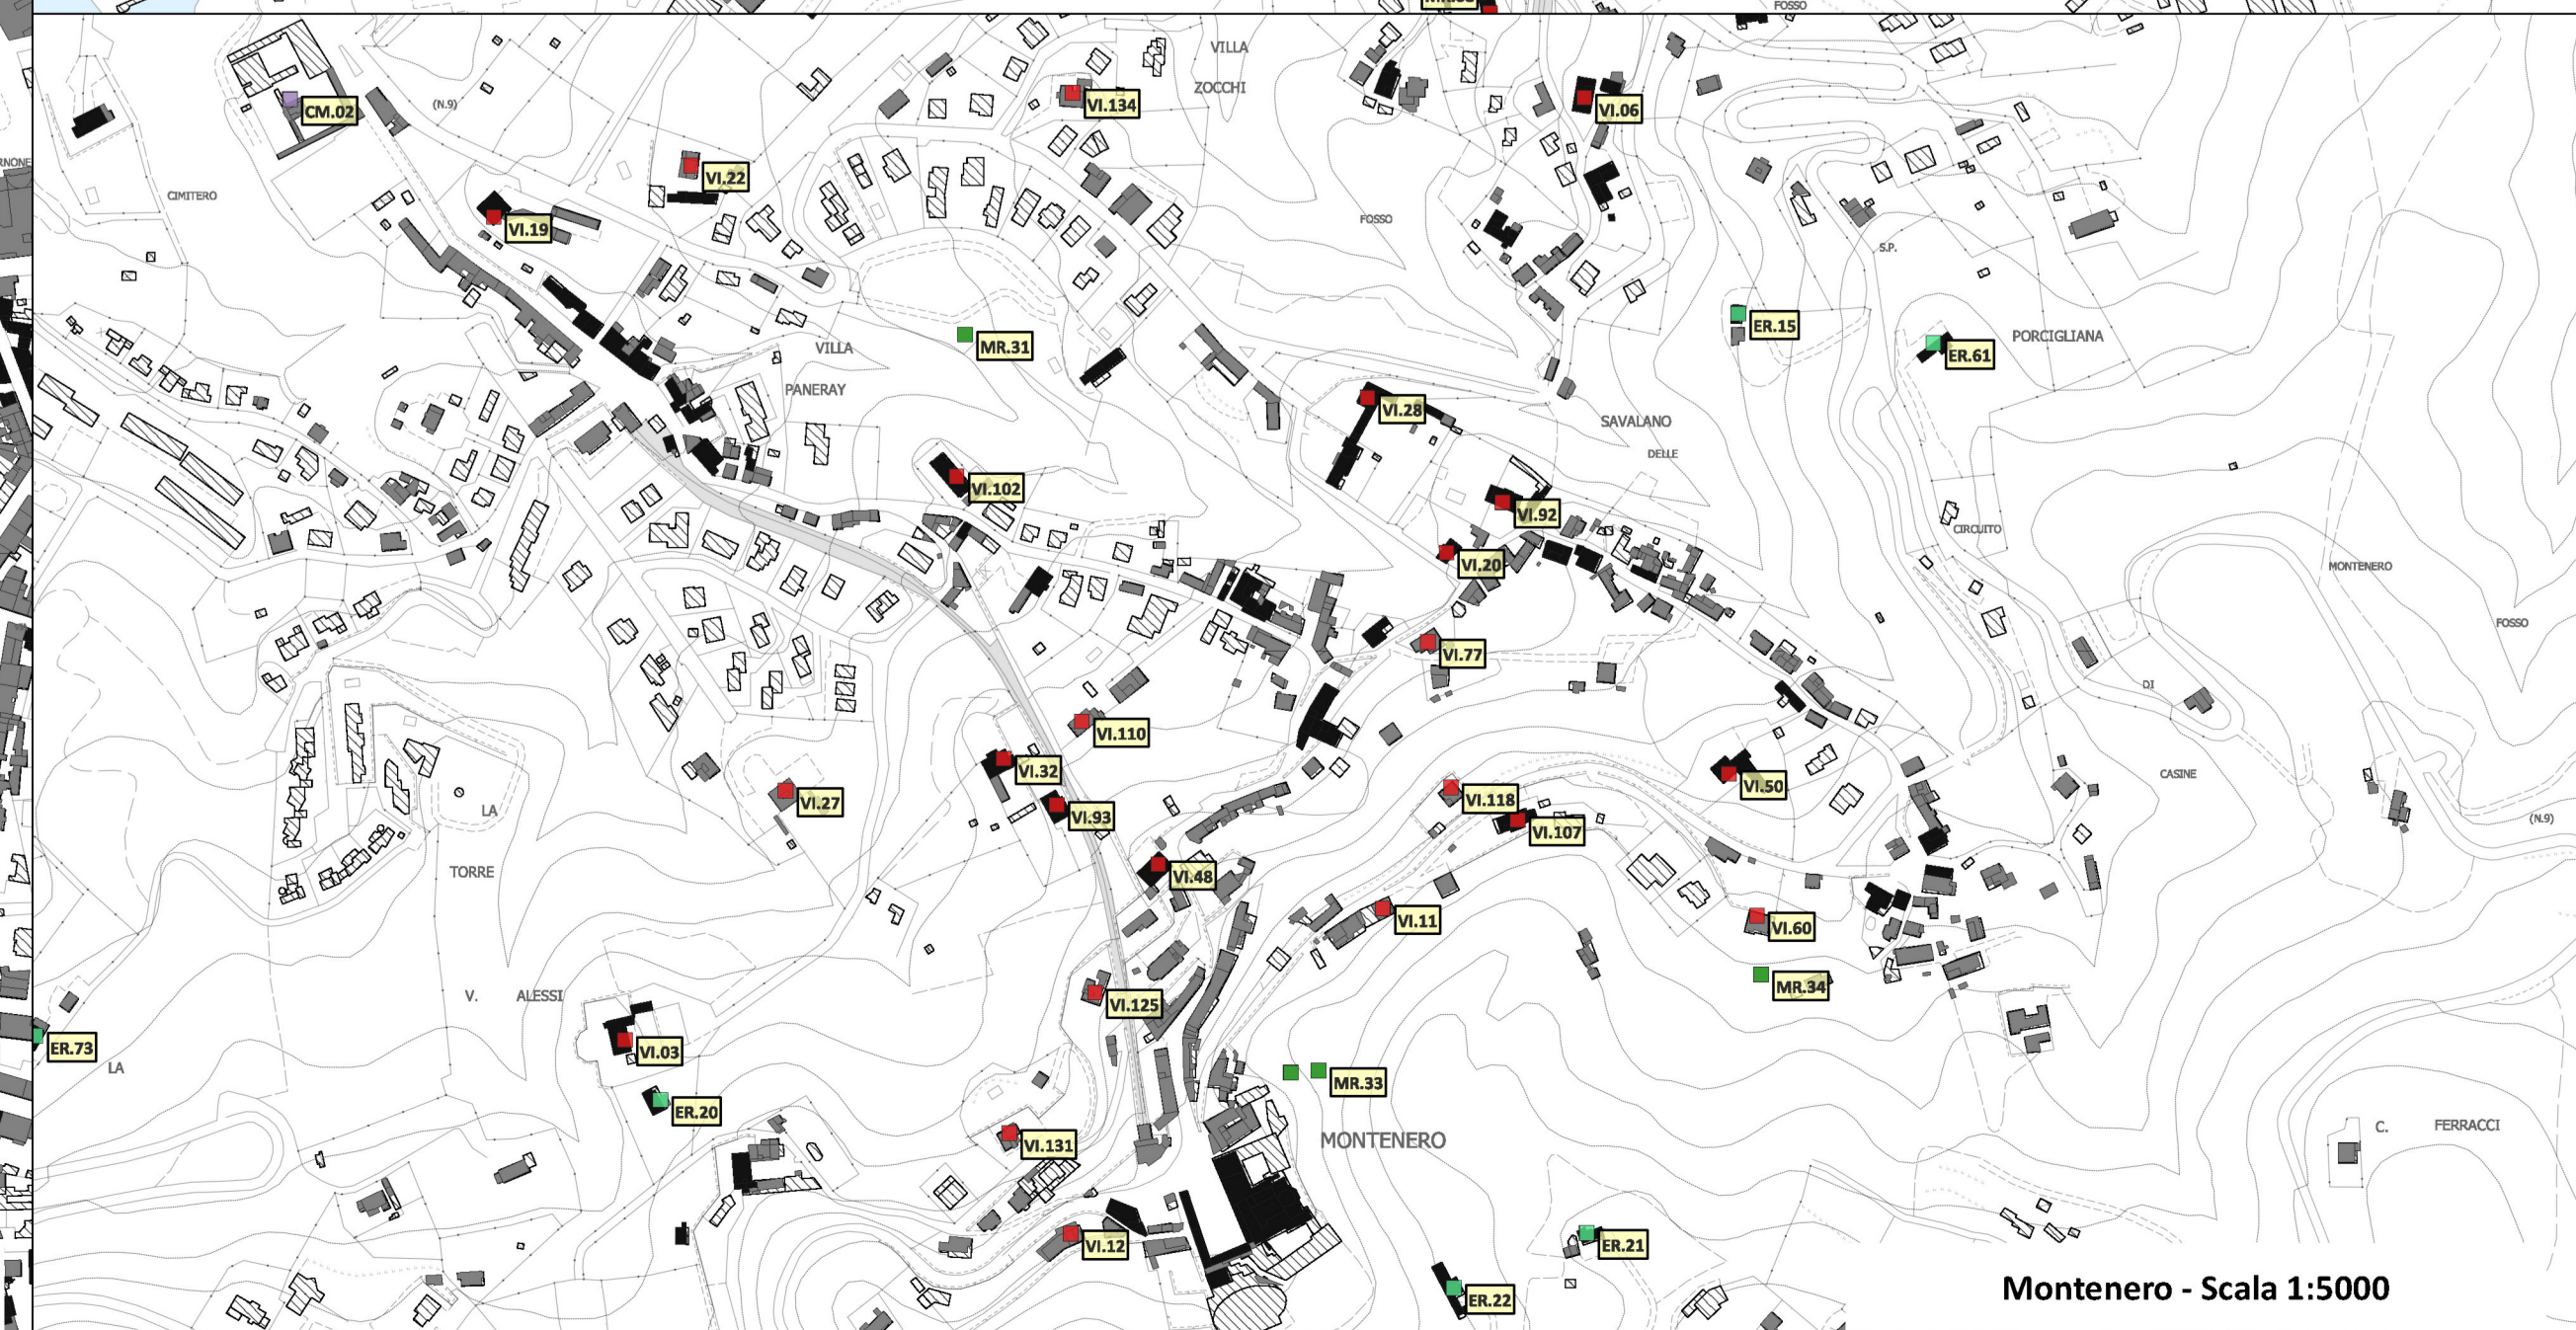 FOSSO
VILLA
ZOCCHI
CM.02
(N.9)
VI.134
VI.06
VI.22
CIMITERO
VI.19
FOSSO
S.P.
MR.31
VILLA
PANERAY
ER.15
ER.61
PORCIGLIANA
VI.28
SAVALANO
DELLE
VI.102
VI.92
CIRCUITO
VI.20
MONTENERO
FOSSO
VI.77
DI
VI.110
VI.32
VI.27
VI.93
VI.118
VI.107
VI.50
CASINE
(N.9)
LA
TORRE
VI.48
VI.11
VI.60
V. ALESSI
VI.125
MR.34
ER.73
LA
VI.03
MR.33
ER.20
VI.131
MONTENERO
C. FERRACCI
VI.12
ER.21
ER.22
Montenero - Scala 1:5000